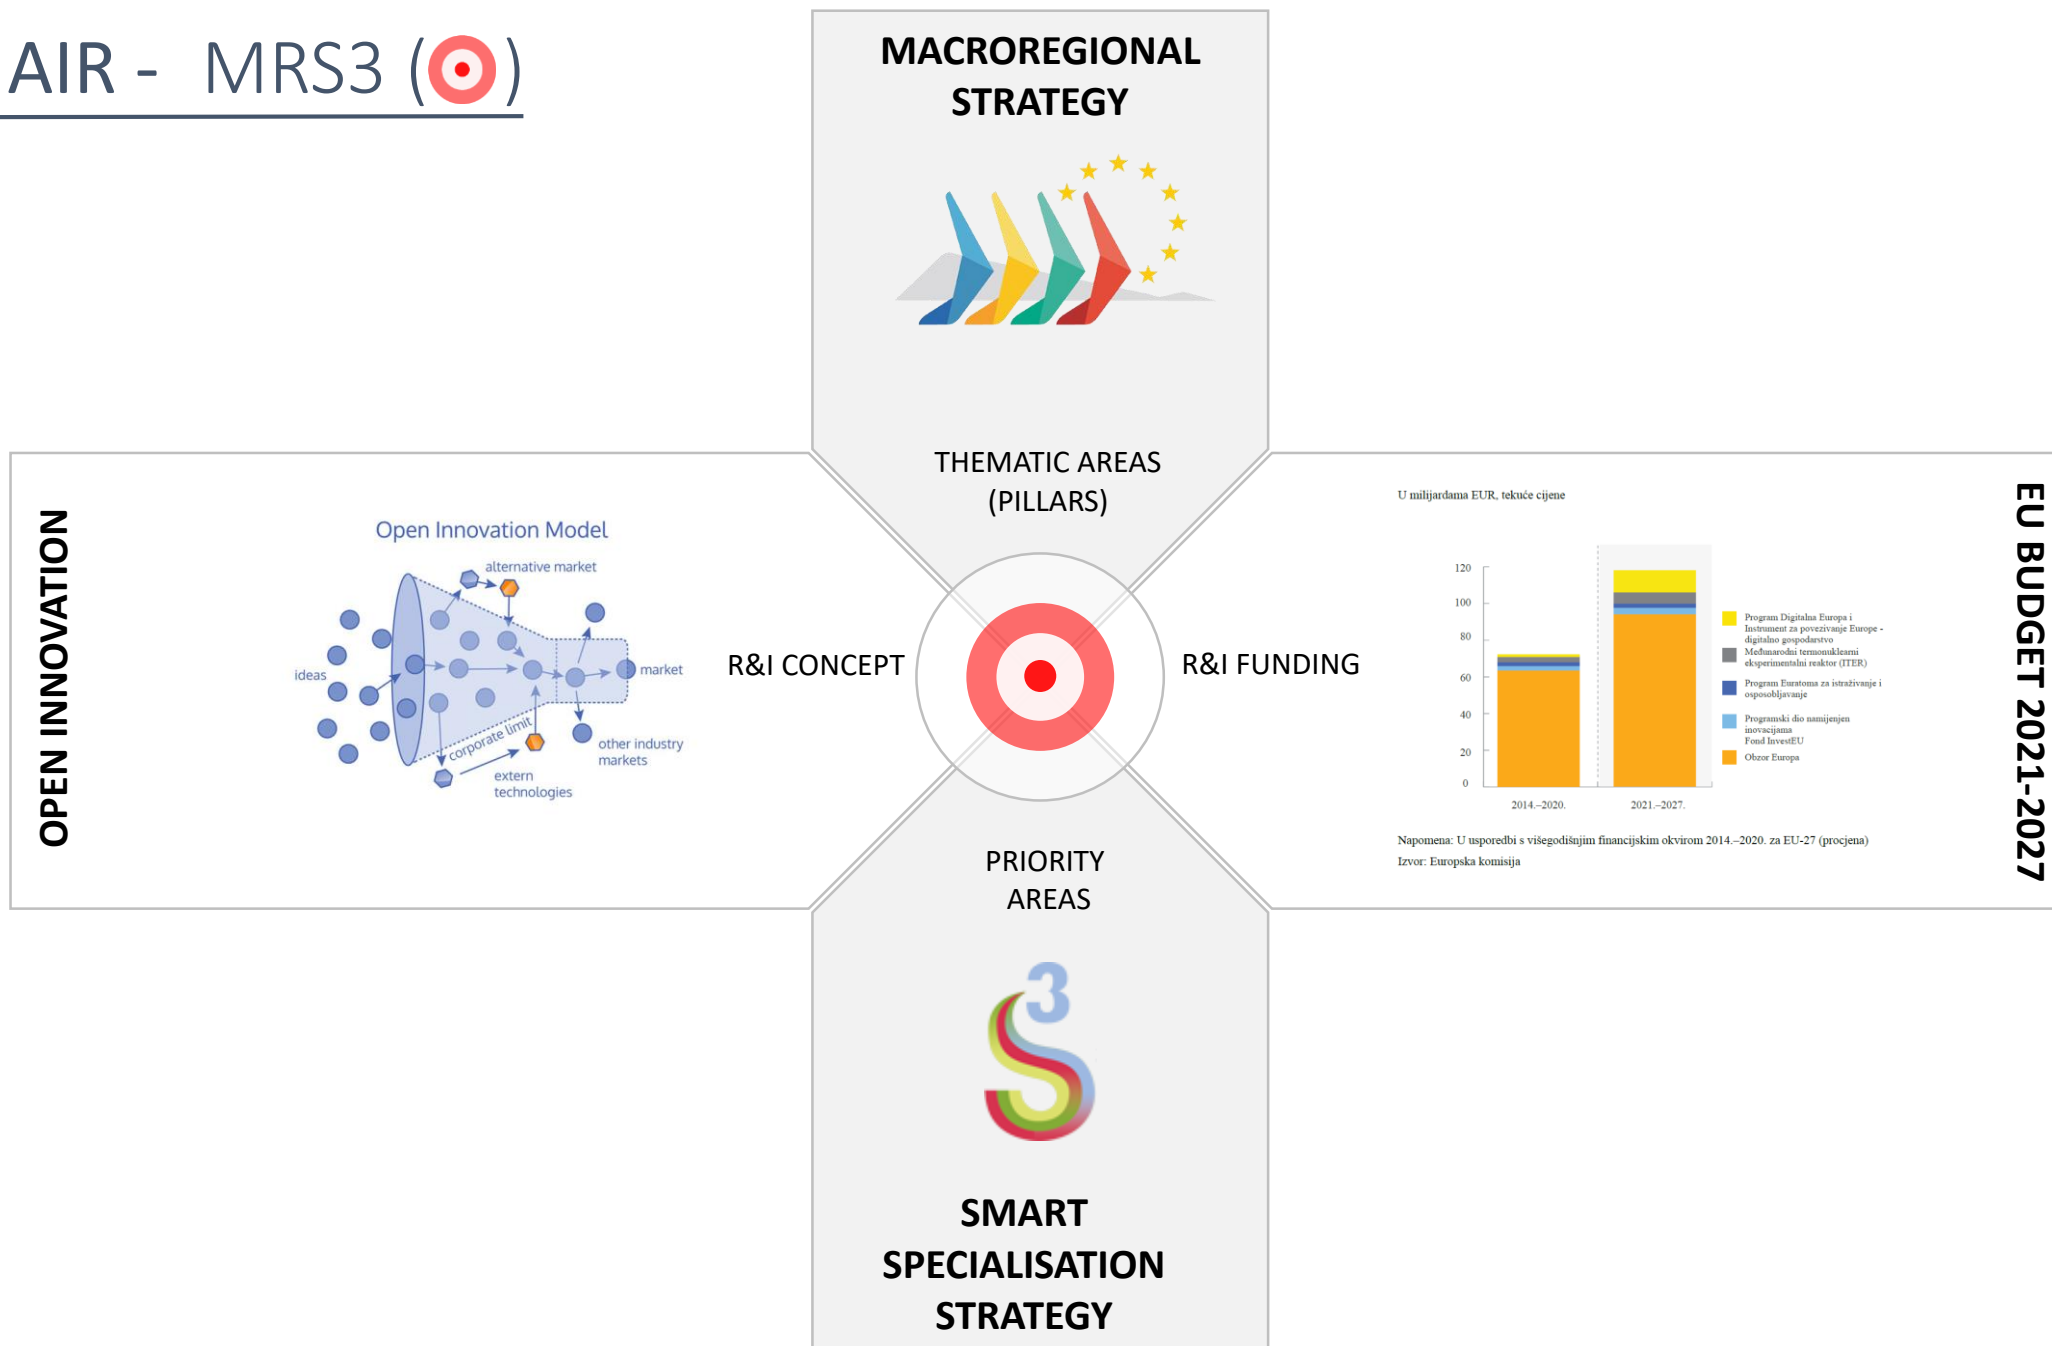 AIR - MRS3 ( )
MACROREGIONAL
STRATEGY
THEMATIC AREAS
(PILLARS)
OPEN INNOVATION
Open Innovation Model
alternative market
ideas
market
corporate limit
other industry
markets
extern
technologies
R&I CONCEPT
R&I FUNDING
U milijardama EUR, tekuće cijene
120
100
80
60
40
20
0
2014.–2020.
2021.–2027.
Program Digitalna Europa i
Instrument za povezivanje Europe -
digitalno gospodarstvo
Međunarodni termonuklearni
eksperimentalni reaktor (ITER)
Program Euratoma za istraživanje i
osposobljavanje
Programski dio namijenjen
inovacijama
Fond InvestEU
Obzor Europa
Napomena: U usporedbi s višegodišnjim financijskim okvirom 2014.–2020. za EU-27 (procjena)
Izvor: Europska komisija
EU BUDGET 2021-2027
PRIORITY
AREAS
S3
SMART
SPECIALISATION
STRATEGY